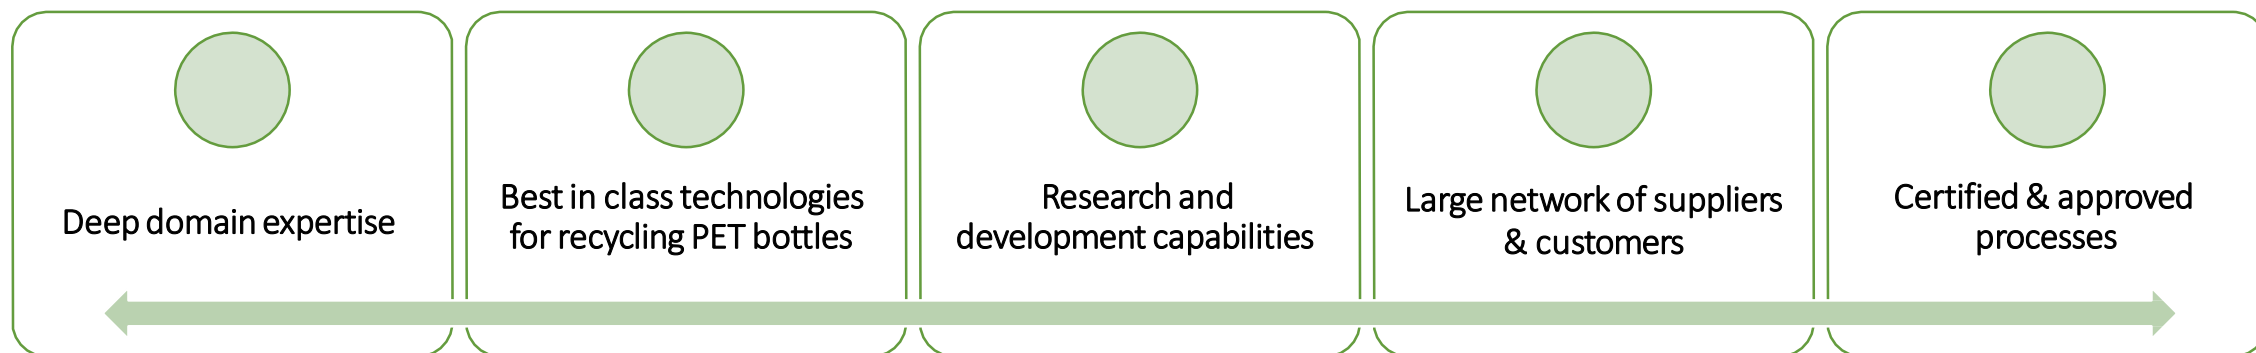 Deep domain expertise
Best in class technologies
for recycling PET bottles
Research and
development capabilities
Large network of suppliers
& customers
Certified & approved
processes